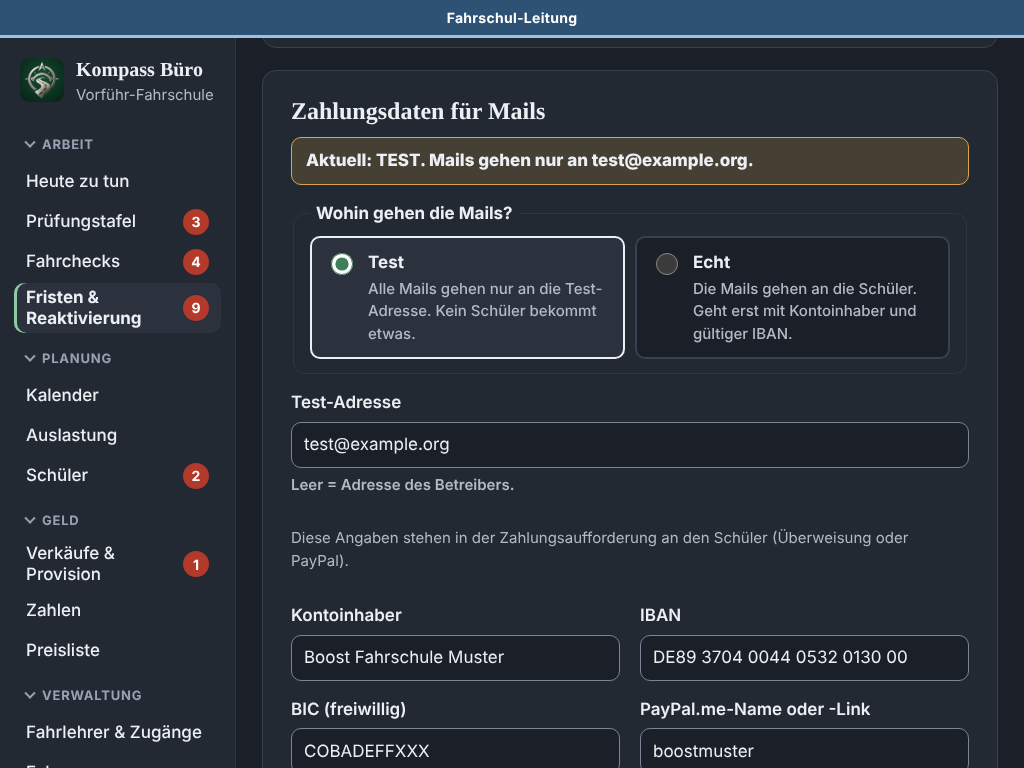 Fahrschul-Leitung
Kompass Büro
Vorführ-Fahrschule
ARBEIT
Heute zu tun
Prüfungstafel
3
Fahrchecks
4
Fristen &
Reaktivierung
9
PLANUNG
Kalender
Auslastung
Schüler
2
GELD
Verkäufe &
Provision
1
Zahlen
Preisliste
VERWALTUNG
Fahrlehrer & Zugänge
Zahlungsdaten für Mails
Aktuell: TEST. Mails gehen nur an test@example.org.
Wohin gehen die Mails?
Test
Alle Mails gehen nur an die Test-
Adresse. Kein Schüler bekommt
etwas.
Echt
Die Mails gehen an die Schüler.
Geht erst mit Kontoinhaber und
gültiger IBAN.
Test-Adresse
test@example.org
Leer = Adresse des Betreibers.
Diese Angaben stehen in der Zahlungsaufforderung an den Schüler (Überweisung oder
PayPal).
Kontoinhaber
Boost Fahrschule Muster
IBAN
DE89 3704 0044 0532 0130 00
BIC (freiwillig)
COBADEFFXXX
PayPal.me-Name oder -Link
boostmuster